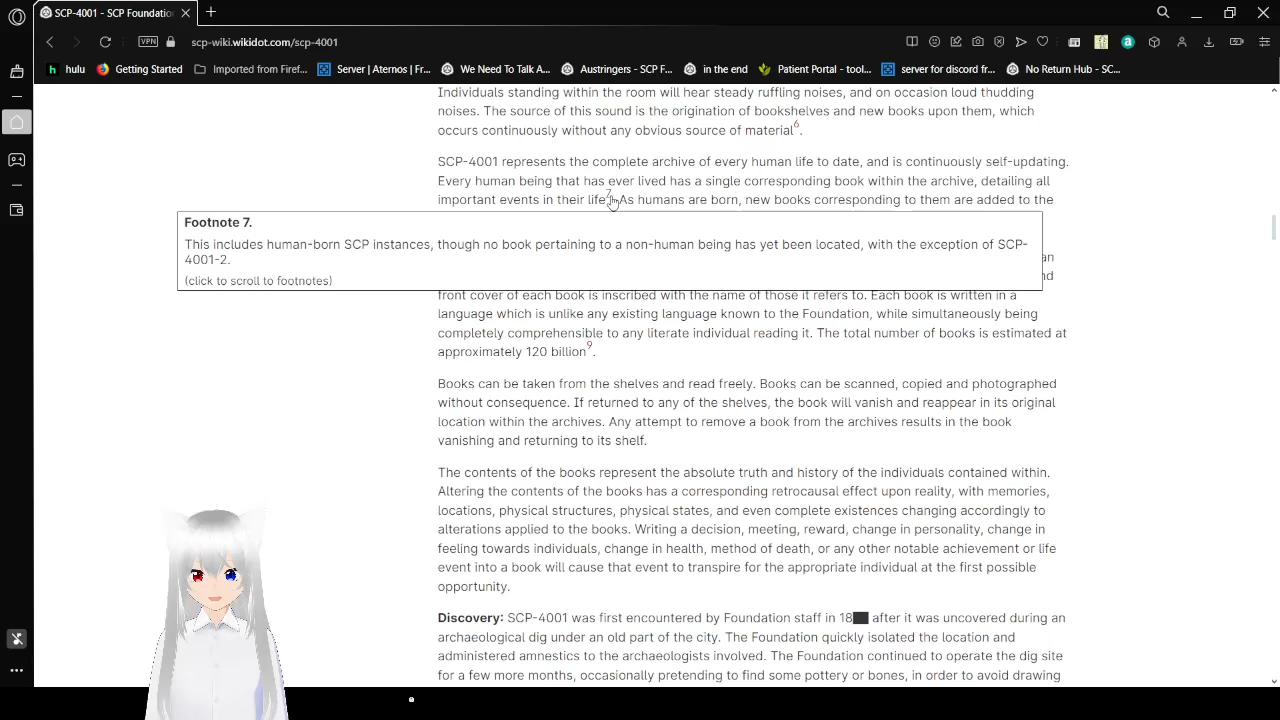 SCP-4001 - SCP Foundatio
scp-wiki.wikidot.com/scp-4001
VPN
hulu
Getting Started
Imported from Firef...
Server | Aternos | Fr...
We Need To Talk A...
Austringers - SCP F...
in the end
Patient Portal - tool...
server for discord fr...
No Return Hub - SC...
Individuals standing within the room will hear steady ruffling noises, and on occasion loud thudding
noises. The source of this sound is the origination of bookshelves and new books upon them, which
occurs continuously without any obvious source of material6.
SCP-4001 represents the complete archive of every human life to date, and is continuously self-updating.
Every human being that has ever lived has a single corresponding book within the archive, detailing all
important events in their life7. As humans are born, new books corresponding to them are added to the
Footnote 7.
This includes human-born SCP instances, though no book pertaining to a non-human being has yet been located, with the exception of SCP-
4001-2.
(click to scroll to footnotes)
an
nd
front cover of each book is inscribed with the name of those it refers to. Each book is written in a
language which is unlike any existing language known to the Foundation, while simultaneously being
completely comprehensible to any literate individual reading it. The total number of books is estimated at
approximately 120 billion9.
Books can be taken from the shelves and read freely. Books can be scanned, copied and photographed
without consequence. If returned to any of the shelves, the book will vanish and reappear in its original
location within the archives. Any attempt to remove a book from the archives results in the book
vanishing and returning to its shelf.
The contents of the books represent the absolute truth and history of the individuals contained within.
Altering the contents of the books has a corresponding retrocausal effect upon reality, with memories,
locations, physical structures, physical states, and even complete existences changing accordingly to
alterations applied to the books. Writing a decision, meeting, reward, change in personality, change in
feeling towards individuals, change in health, method of death, or any other notable achievement or life
event into a book will cause that event to transpire for the appropriate individual at the first possible
opportunity.
Discovery: SCP-4001 was first encountered by Foundation staff in 18██ after it was uncovered during an
archaeological dig under an old part of the city. The Foundation quickly isolated the location and
administered amnestics to the archaeologists involved. The Foundation continued to operate the dig site
for a few more months, occasionally pretending to find some pottery or bones, in order to avoid drawing